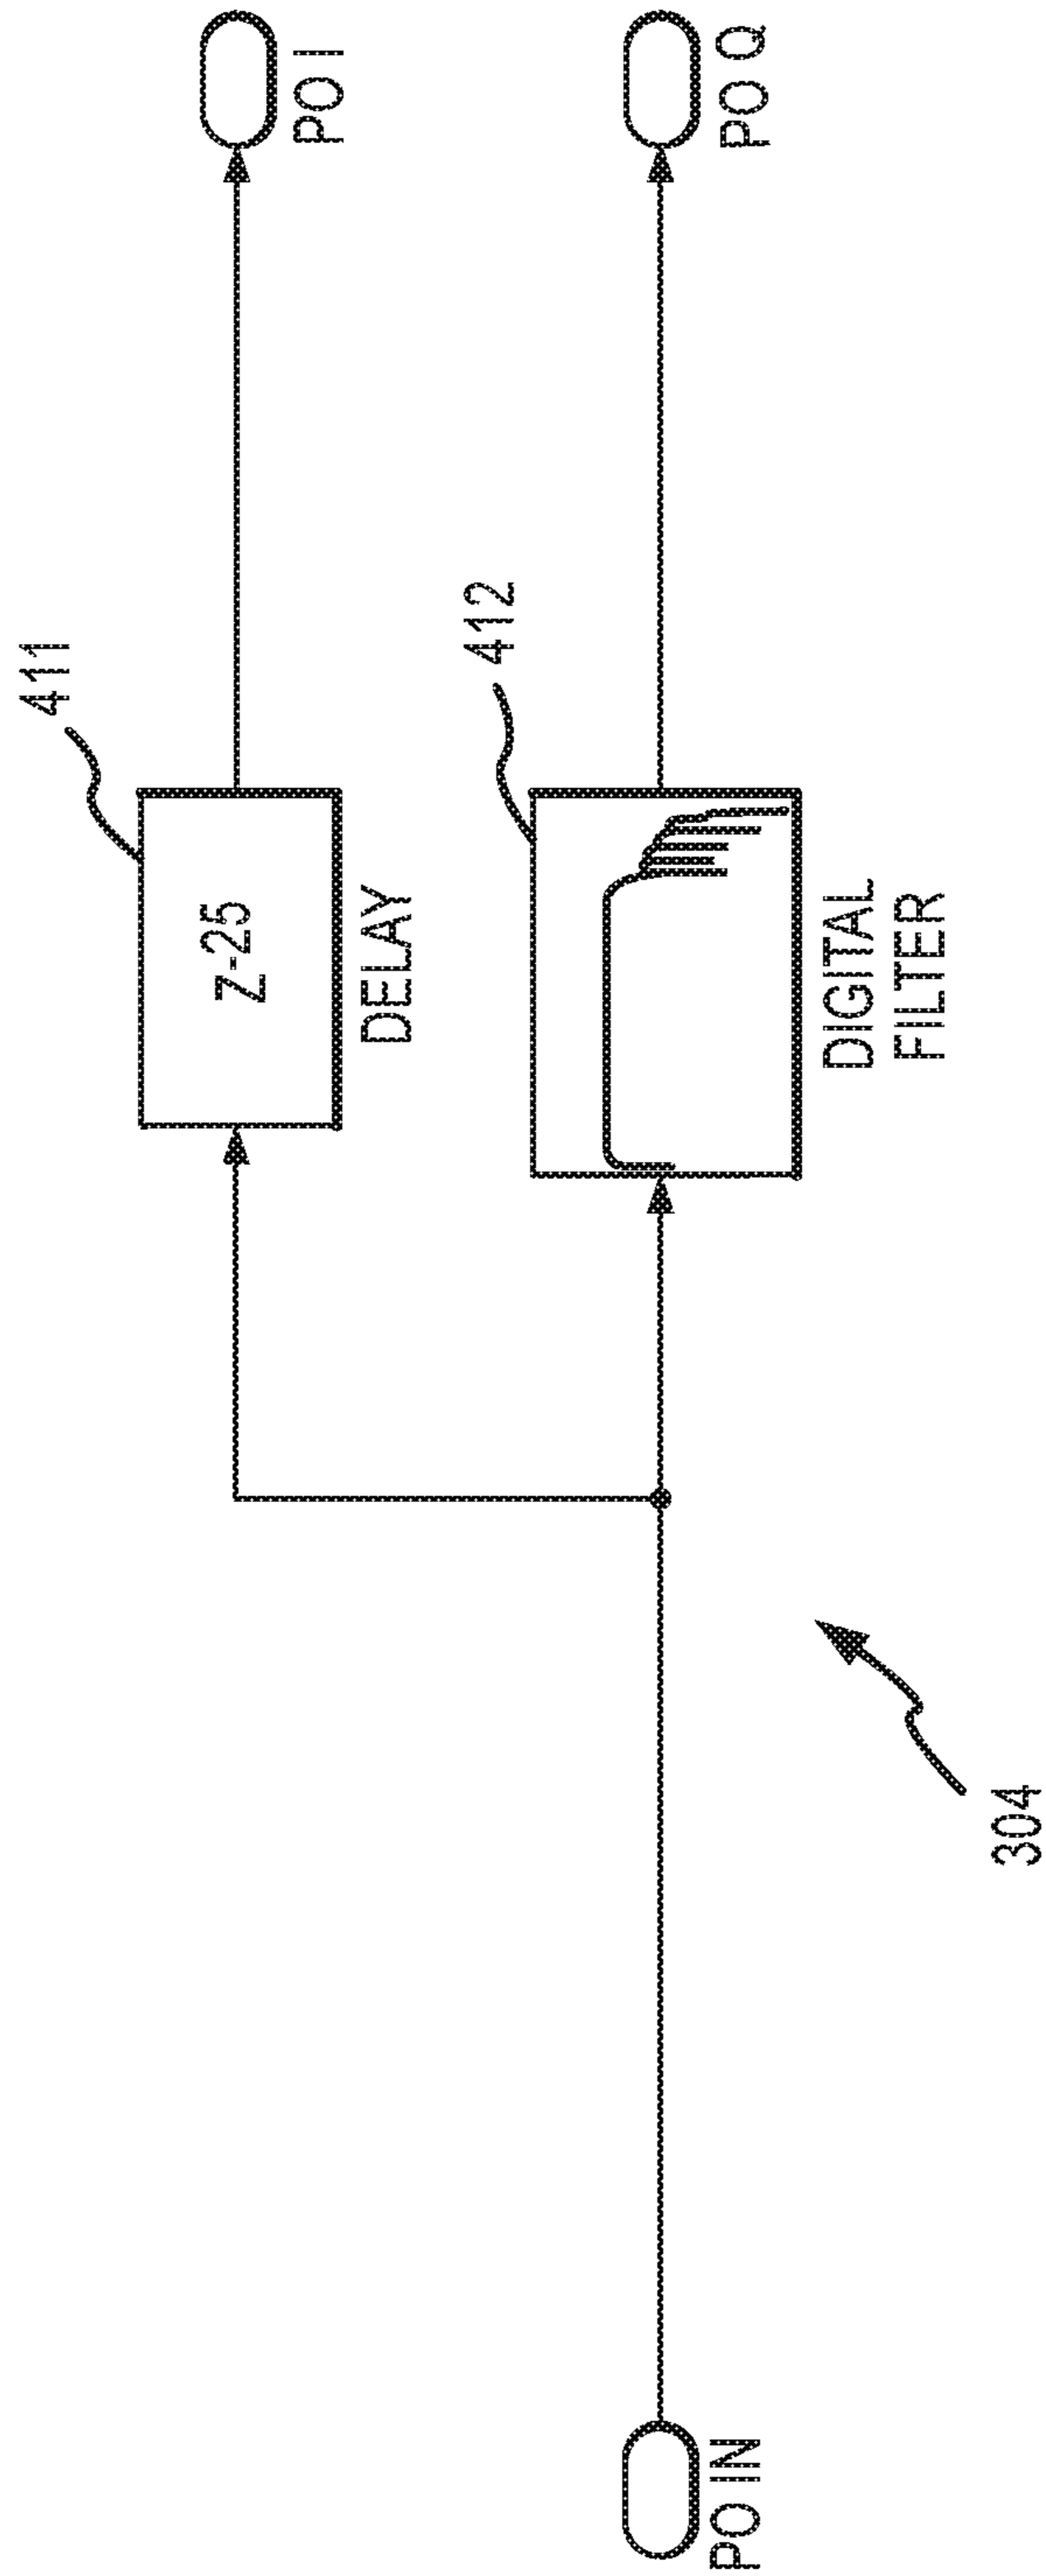 411
Z-25
DELAY
PO I
412
DIGITAL
FILTER
PO Q
PO IN
304